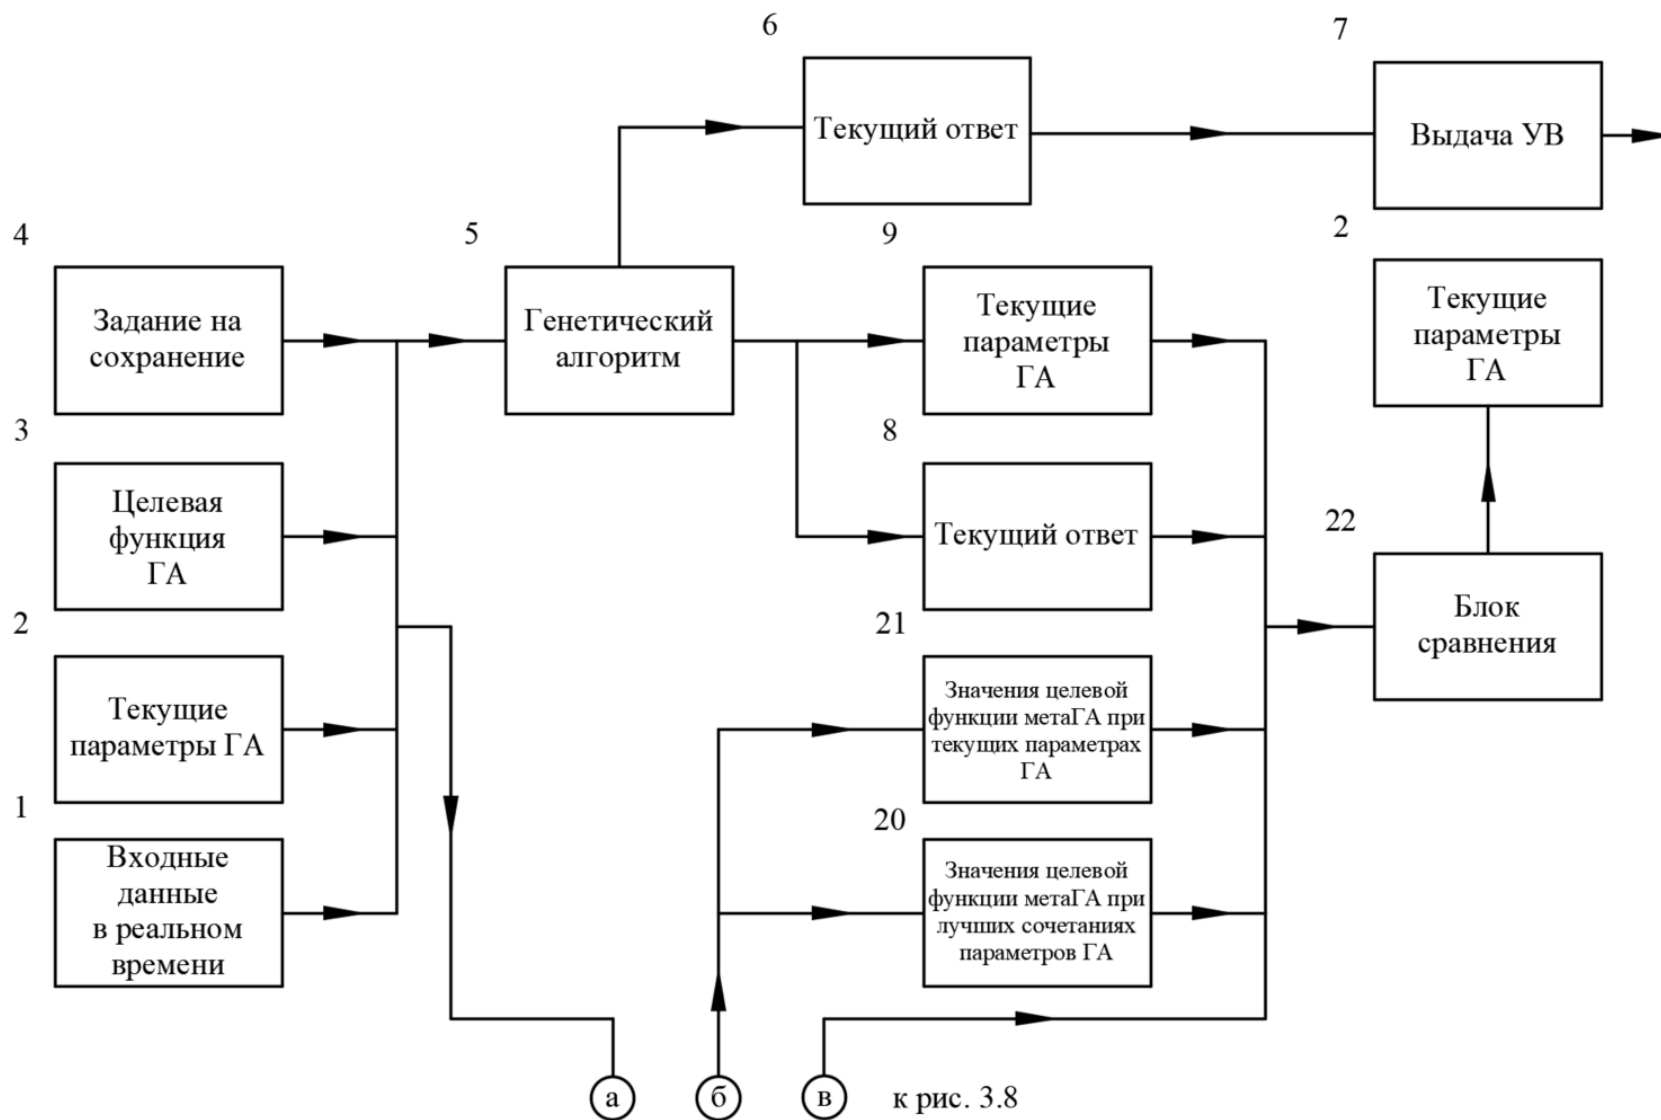 6
7
Текущий ответ
Выдача УВ
4
5
9
2
Задание на
сохранение
Генетический
алгоритм
Текущие
параметры
ГА
Текущие
параметры
ГА
3
8
Целевая
функция
ГА
Текущий ответ
22
Блок
сравнения
2
21
Текущие
параметры ГА
Значения целевой
функции метаГА при
текущих параметрах
ГА
1
20
Входные
данные
в реальном
времени
Значения целевой
функции метаГА при
лучших сочетаниях
параметров ГА
а
б
в
к рис. 3.8